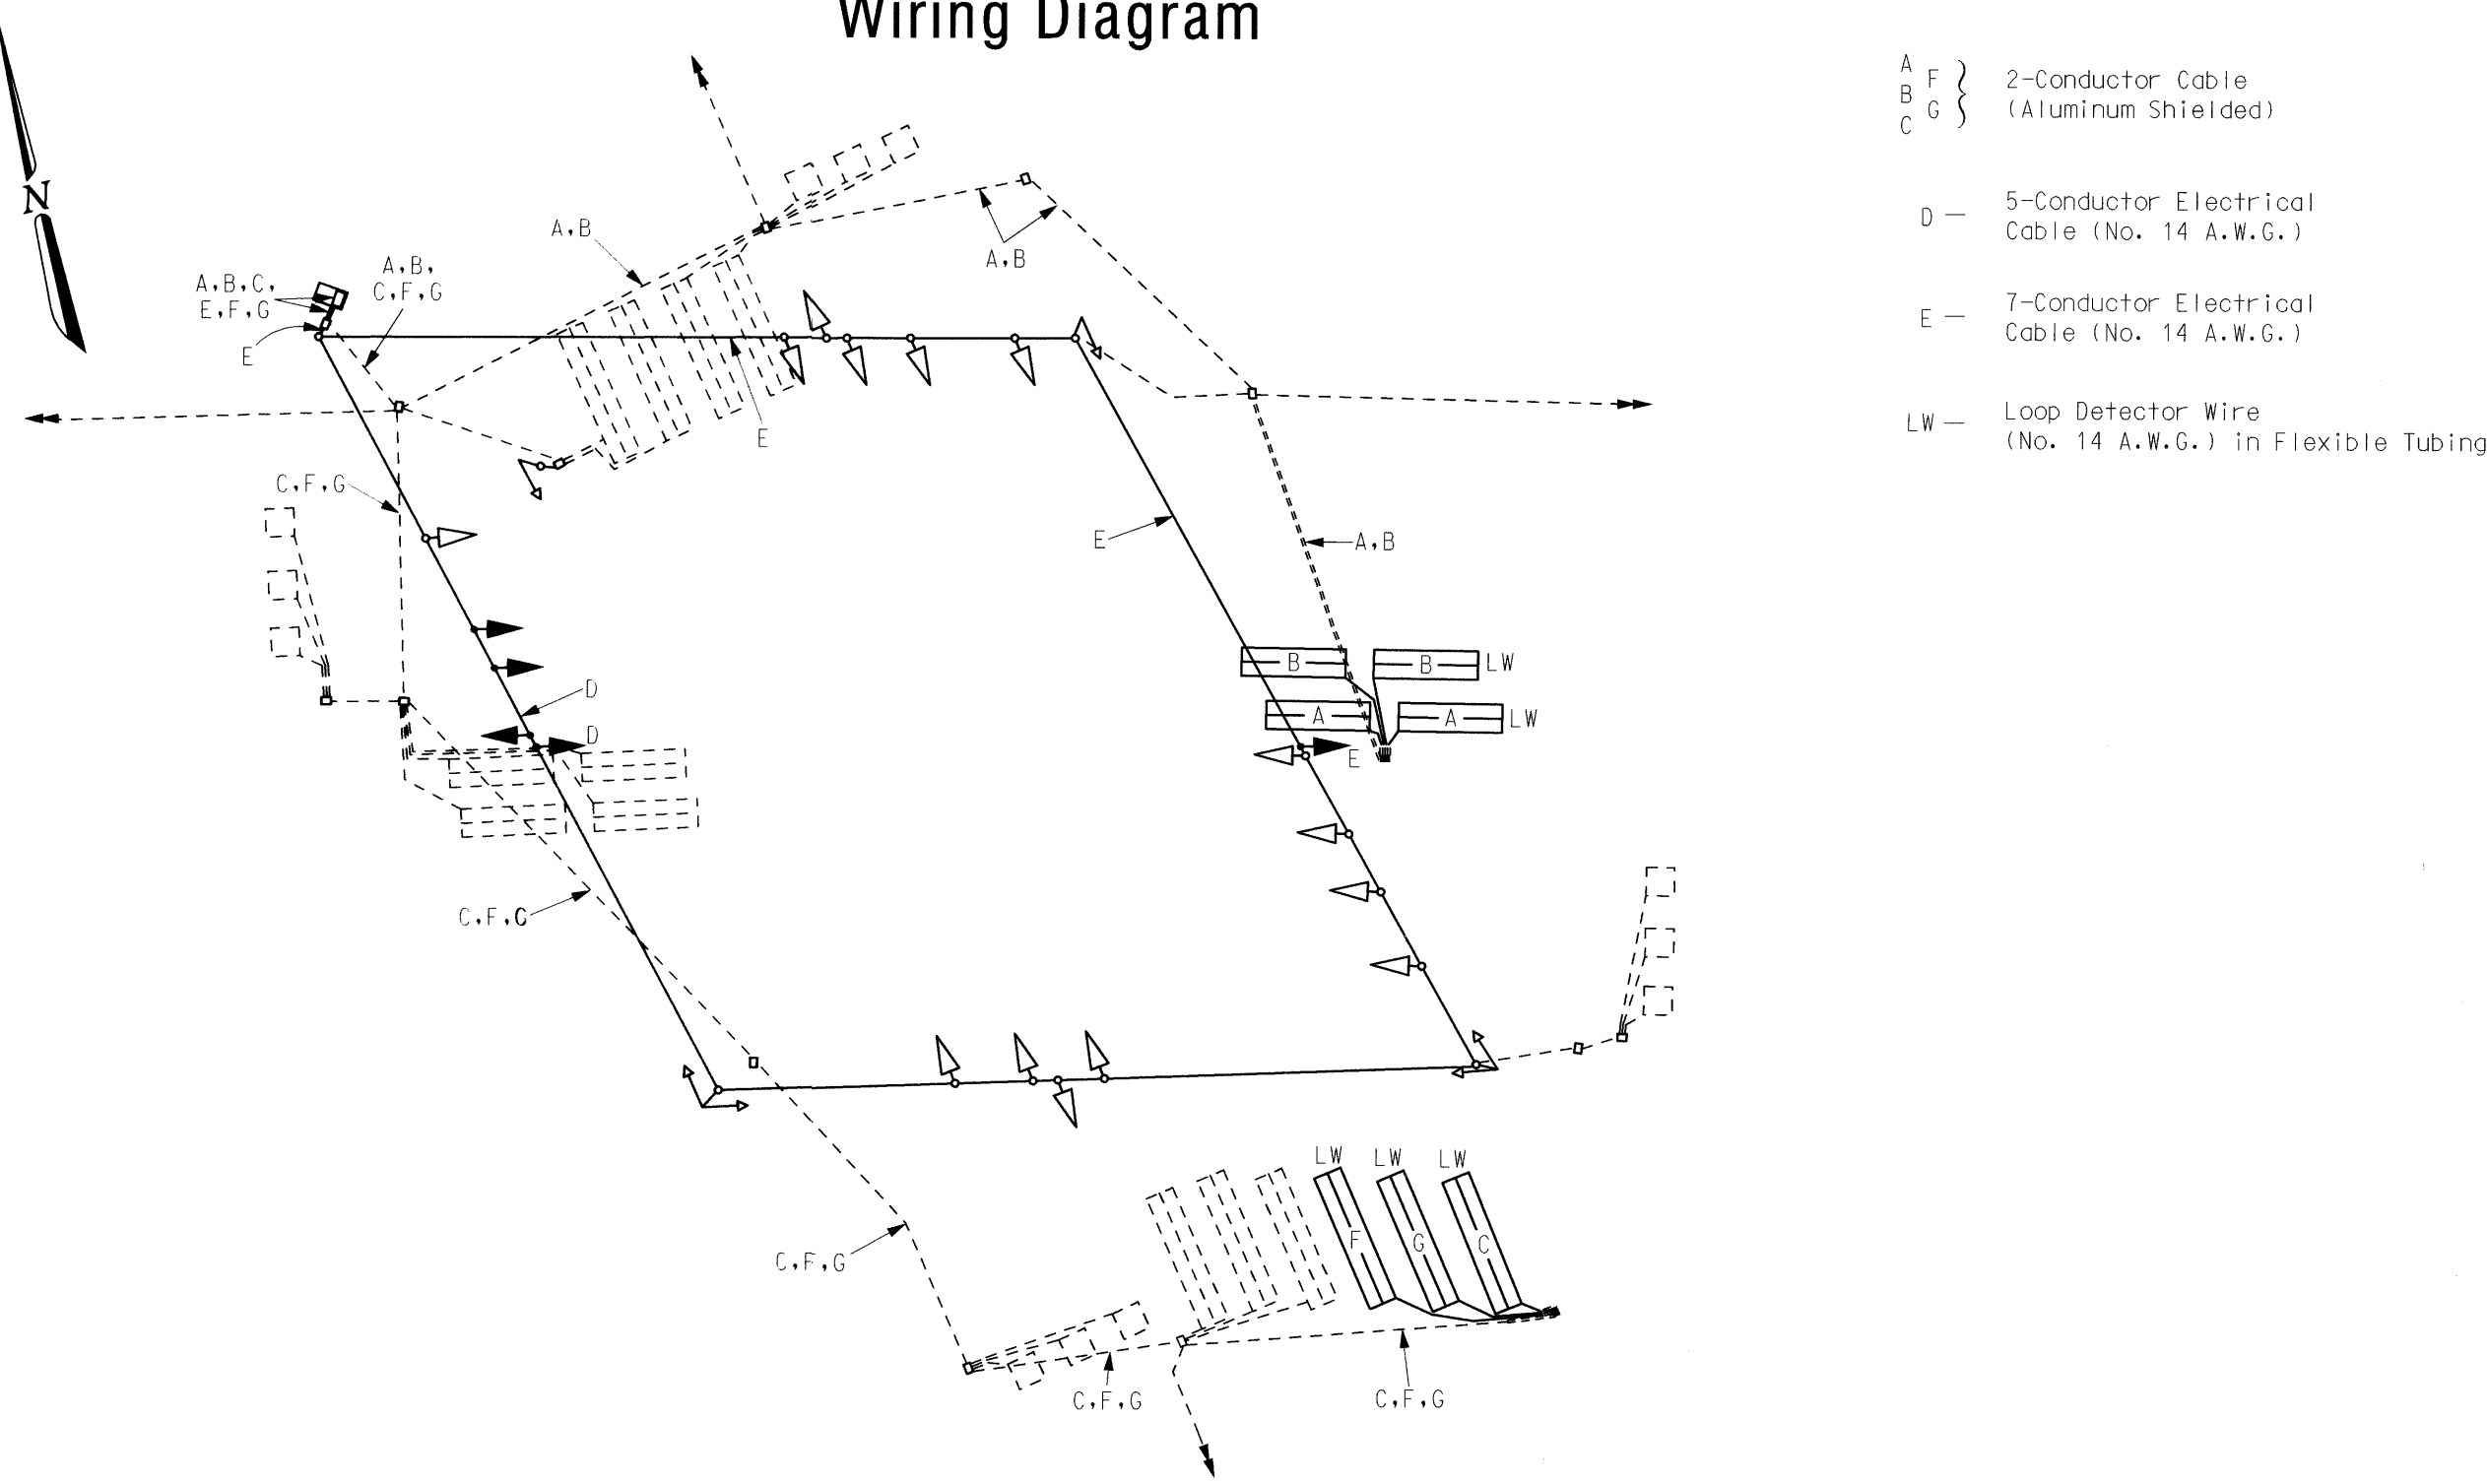 Wiring Diagram
A
F
B
G
C
2-Conductor Cable
(Aluminum Shielded)
D — 5-Conductor Electrical
Cable (No. 14 A.W.G.)
E — 7-Conductor Electrical
Cable (No. 14 A.W.G.)
LW — Loop Detector Wire
(No. 14 A.W.G.) in Flexible Tubing
N
A,B
A,B
A,B,C,
E,F,G
A,B,
C,F,G
E
E
C,F,G
E
A,B
B
B
LW
D
A
A
LW
D
E
C,F,G
LW
LW
LW
F
G
C
C,F,G
C,F,G
C,F,G